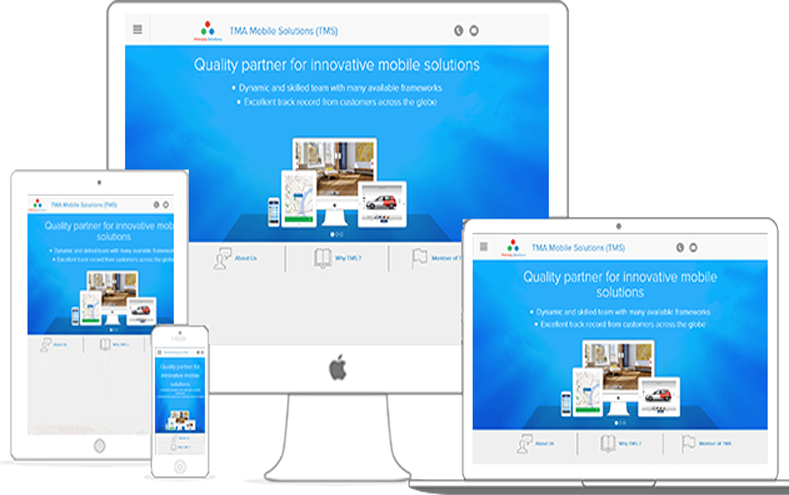 TMA Mobile Solutions (TMS)
Quality partner for innovative mobile solutions
Dynamic and skilled team with many available frameworks
Excellent track record from customers across the globe
About Us
Why TMS ?
Member of T
TMA Mobile Solutions (TMS)
Quality partner for innovative mob
solutions
Dynamic and skilled team with many available framework
Excellent track record from customers across the globe
About Us
Why TMS ?
Quality partner for
innovative mobile
solutions
TMA Mobile Solutions (TMS)
Quality partner for innovative mobile
solutions
Dynamic and skilled team with many available frameworks
Excellent track record from customers across the globe
About Us
Why TMS ?
Member of TMA